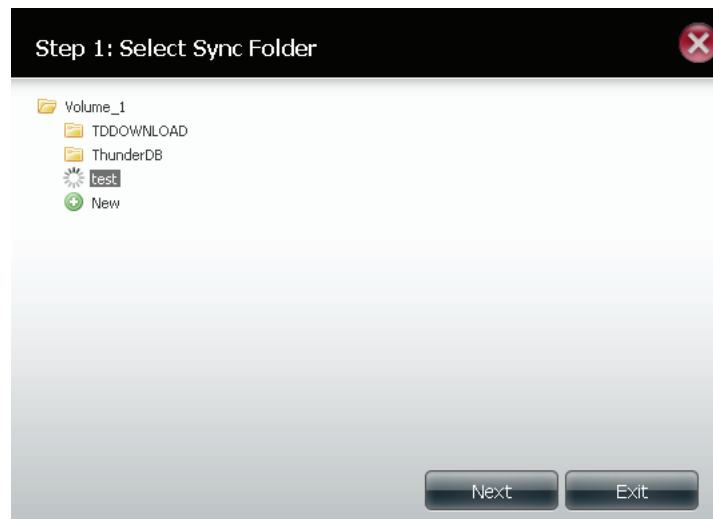 Step 1: Select Sync Folder
Volume_1
TDDOWNLOAD
ThunderDB
test
New
Next
Exit